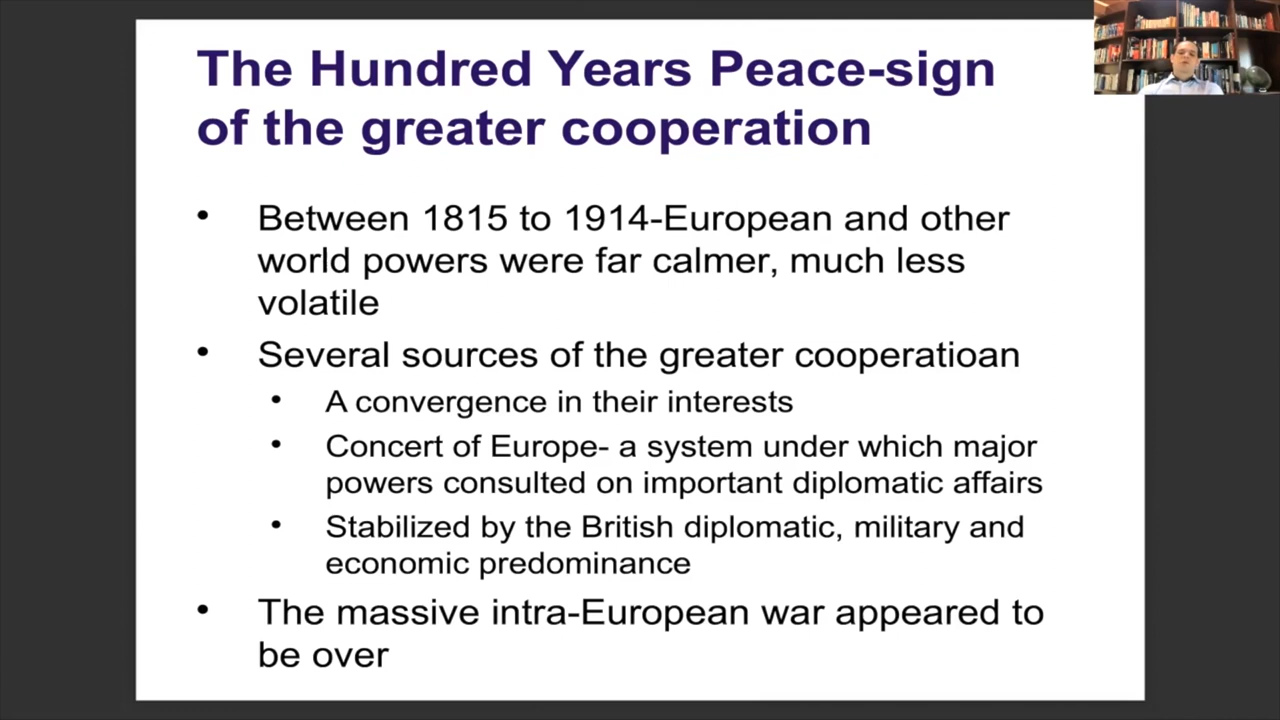 The Hundred Years Peace-sign
of the greater cooperation
• Between 1815 to 1914-European and other
world powers were far calmer, much less
volatile
• Several sources of the greater cooperatioan
• A convergence in their interests
• Concert of Europe- a system under which major
powers consulted on important diplomatic affairs
• Stabilized by the British diplomatic, military and
economic predominance
• The massive intra-European war appeared to
be over